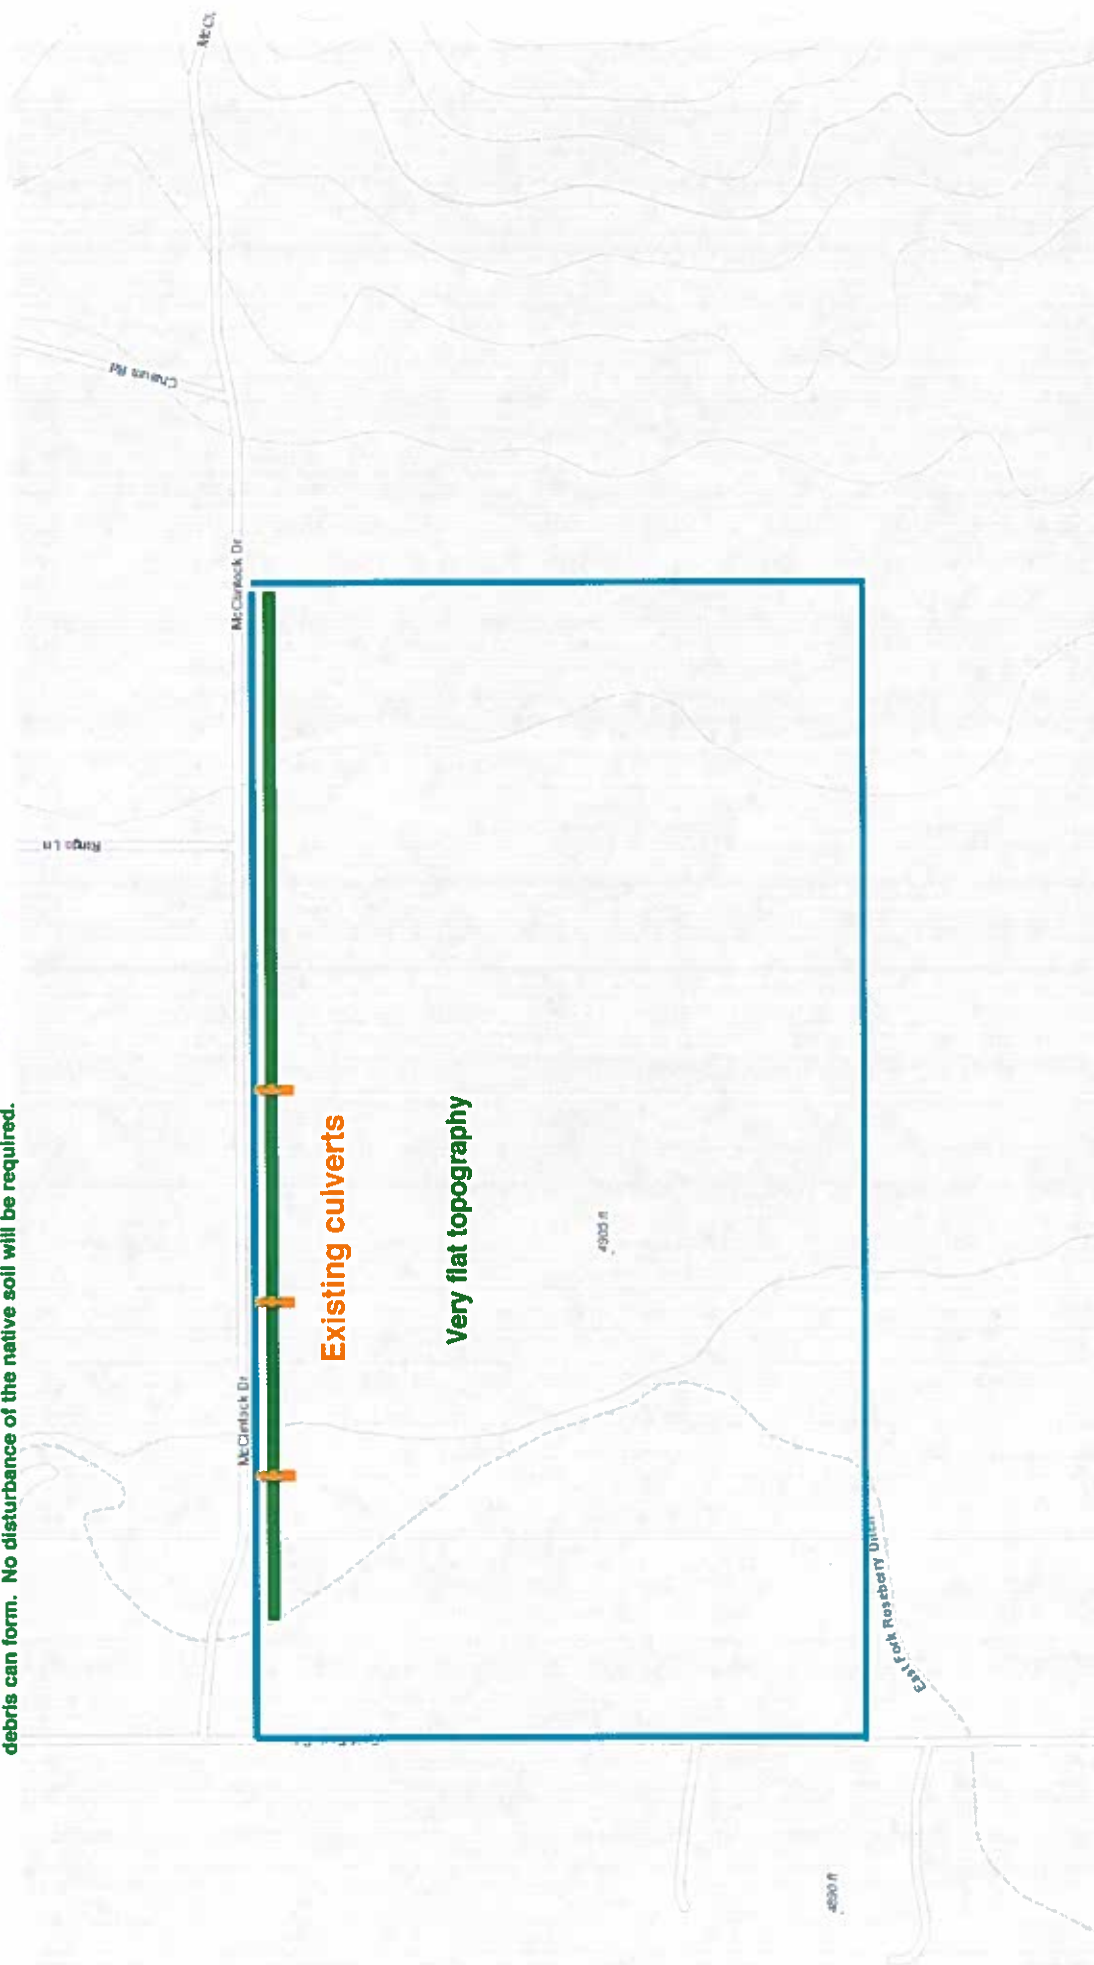 debris can form. No disturbance of the native soil will be required.
McCl
Charum Rd
McClintock Dr
Ringo Ln
McClintock Dr
Existing culverts
Very flat topography
4905 ft
East Fork Roseberry Ditch
4890 ft